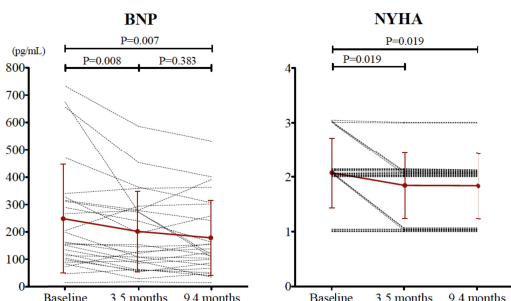 BNP
NYHA
(pg/mL)
P=0.007
P=0.019
P=0.008
P=0.383
P=0.019
800
700
600
500
400
300
200
100
0
4
3
2
1
0
Baseline
3.5 months
9.4 months
Baseline
3.5 months
9.4 months